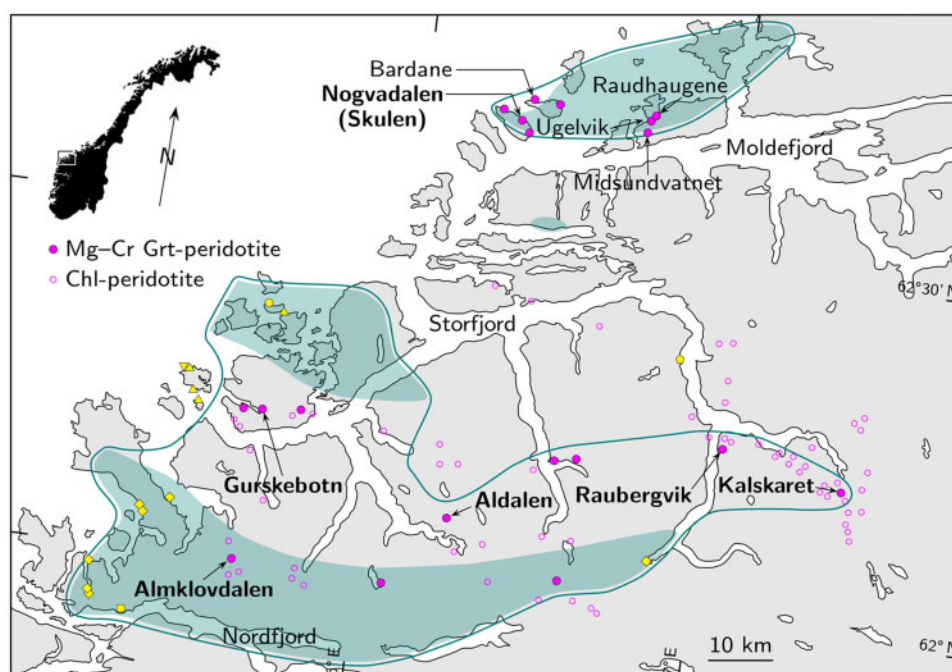 Bardane
Nogvadalen
(Skulen)
Raudhaugene
Ugelvik
Moldefjord
Midsundvatnet
N
Mg–Cr Grt-peridotite
Chl-peridotite
62°30′ N
Storfjord
Gurskebotn
Aldalen
Raubergvik
Kalskaret
Almklovdalen
Nordfjord
10 km
62°